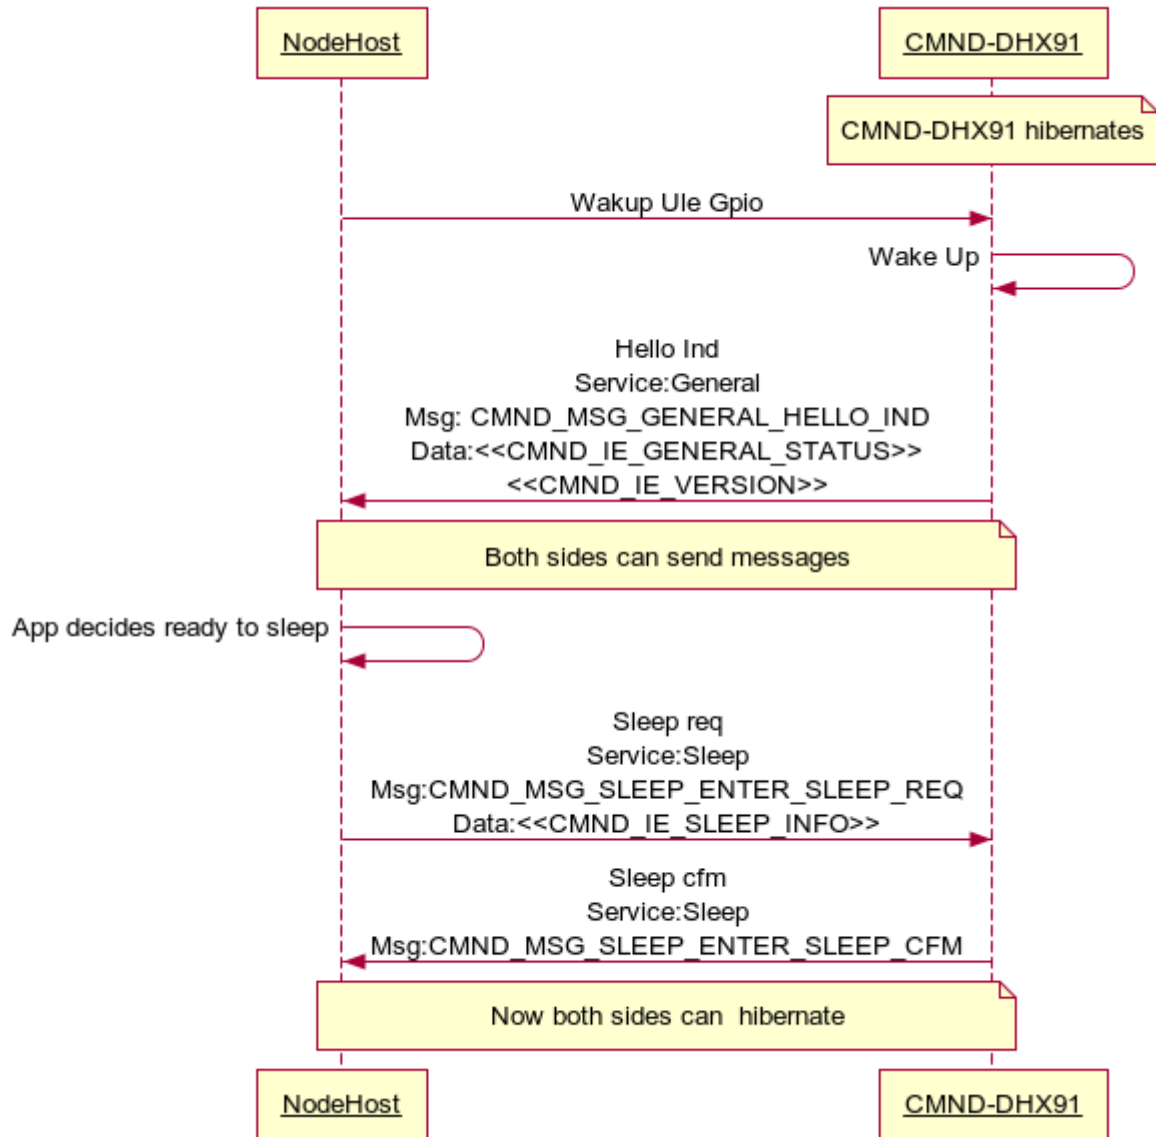 NodeHost
CMND-DHX91
CMND-DHX91 hibernates
Wakup Ule Gpio
Wake Up
Hello Ind
Service:General
Msg: CMND_MSG_GENERAL_HELLO_IND
Data:<<CMND_IE_GENERAL_STATUS>>
<<CMND_IE_VERSION>>
Both sides can send messages
App decides ready to sleep
Sleep req
Service:Sleep
Msg:CMND_MSG_SLEEP_ENTER_SLEEP_REQ
Data:<<CMND_IE_SLEEP_INFO>>
Sleep cfm
Service:Sleep
Msg:CMND_MSG_SLEEP_ENTER_SLEEP_CFM
Now both sides can  hibernate
NodeHost
CMND-DHX91